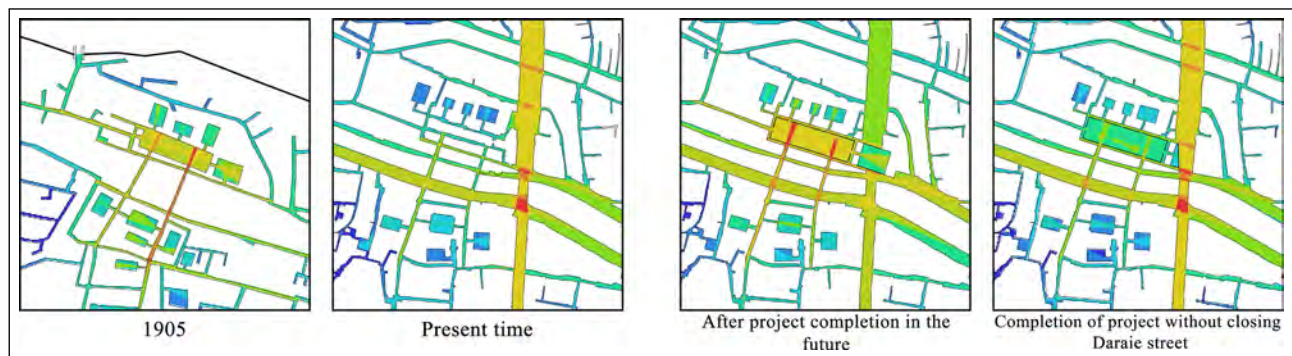 1905
Present time
After project completion in the
future
Completion of project without closing
Daraie street